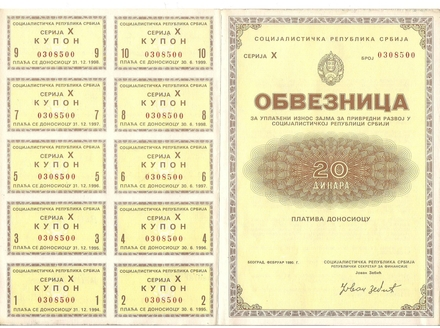 СОЦИЈАЛИСТИЧКА РЕПУБЛИКА СРБИЈА
СЕРИЈА X
КУПОН
9 0308500 9
ПЛАЋА СЕ ДОНОСИОЦУ 31. 12. 1998.
СОЦИЈАЛИСТИЧКА РЕПУБЛИКА СРБИЈА
СЕРИЈА X
КУПОН
10 0308500 10
ПЛАЋА СЕ ДОНОСИОЦУ 30. 6. 1999.
СОЦИЈАЛИСТИЧКА РЕПУБЛИКА СРБИЈА
СЕРИЈА X
КУПОН
7 0308500 7
ПЛАЋА СЕ ДОНОСИОЦУ 31. 12. 1997.
СОЦИЈАЛИСТИЧКА РЕПУБЛИКА СРБИЈА
СЕРИЈА X
КУПОН
8 0308500 8
ПЛАЋА СЕ ДОНОСИОЦУ 30. 6. 1998.
СОЦИЈАЛИСТИЧКА РЕПУБЛИКА СРБИЈА
СЕРИЈА X
КУПОН
5 0308500 5
ПЛАЋА СЕ ДОНОСИОЦУ 31. 12. 1996.
СОЦИЈАЛИСТИЧКА РЕПУБЛИКА СРБИЈА
СЕРИЈА X
КУПОН
6 0308500 6
ПЛАЋА СЕ ДОНОСИОЦУ 30. 6. 1997.
СОЦИЈАЛИСТИЧКА РЕПУБЛИКА СРБИЈА
СЕРИЈА X
КУПОН
3 0308500 3
ПЛАЋА СЕ ДОНОСИОЦУ 31. 12. 1995.
СОЦИЈАЛИСТИЧКА РЕПУБЛИКА СРБИЈА
СЕРИЈА X
КУПОН
4 0308500 4
ПЛАЋА СЕ ДОНОСИОЦУ 30. 6. 1996.
СОЦИЈАЛИСТИЧКА РЕПУБЛИКА СРБИЈА
СЕРИЈА X
КУПОН
1 0308500 1
ПЛАЋА СЕ ДОНОСИОЦУ 31. 12. 1994.
СОЦИЈАЛИСТИЧКА РЕПУБЛИКА СРБИЈА
СЕРИЈА X
КУПОН
2 0308500 2
ПЛАЋА СЕ ДОНОСИОЦУ 30. 6. 1995.
СОЦИЈАЛИСТИЧКА РЕПУБЛИКА СРБИЈА
СЕРИЈА X БРОЈ 0308500
ОБВЕЗНИЦА
ЗА УПЛАЋЕНИ ИЗНОС ЗАЈМА ЗА ПРИВРЕДНИ РАЗВОЈ У
СОЦИЈАЛИСТИЧКОЈ РЕПУБЛИЦИ СРБИЈИ
20
ДИНАРА
ПЛАТИВА ДОНОСИОЦУ
БЕОГРАД, ФЕБРУАР 1990. Г.
СОЦИЈАЛИСТИЧКА РЕПУБЛИКА СРБИЈА
РЕПУБЛИЧКИ СЕКРЕТАР ЗА ФИНАНСИЈЕ
Јован Зебић
Јован Зебић